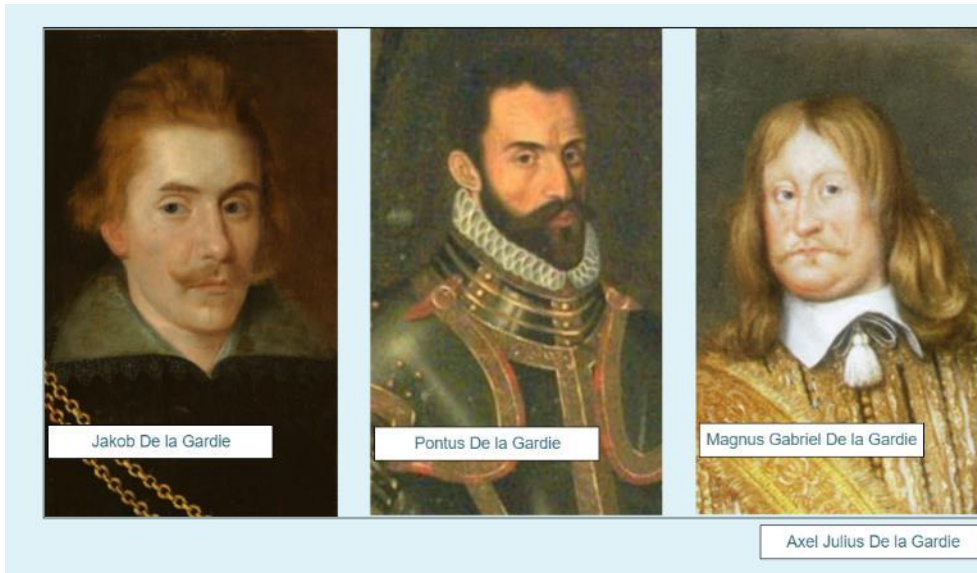 Jakob De la Gardie
Pontus De la Gardie
Magnus Gabriel De la Gardie
Axel Julius De la Gardie